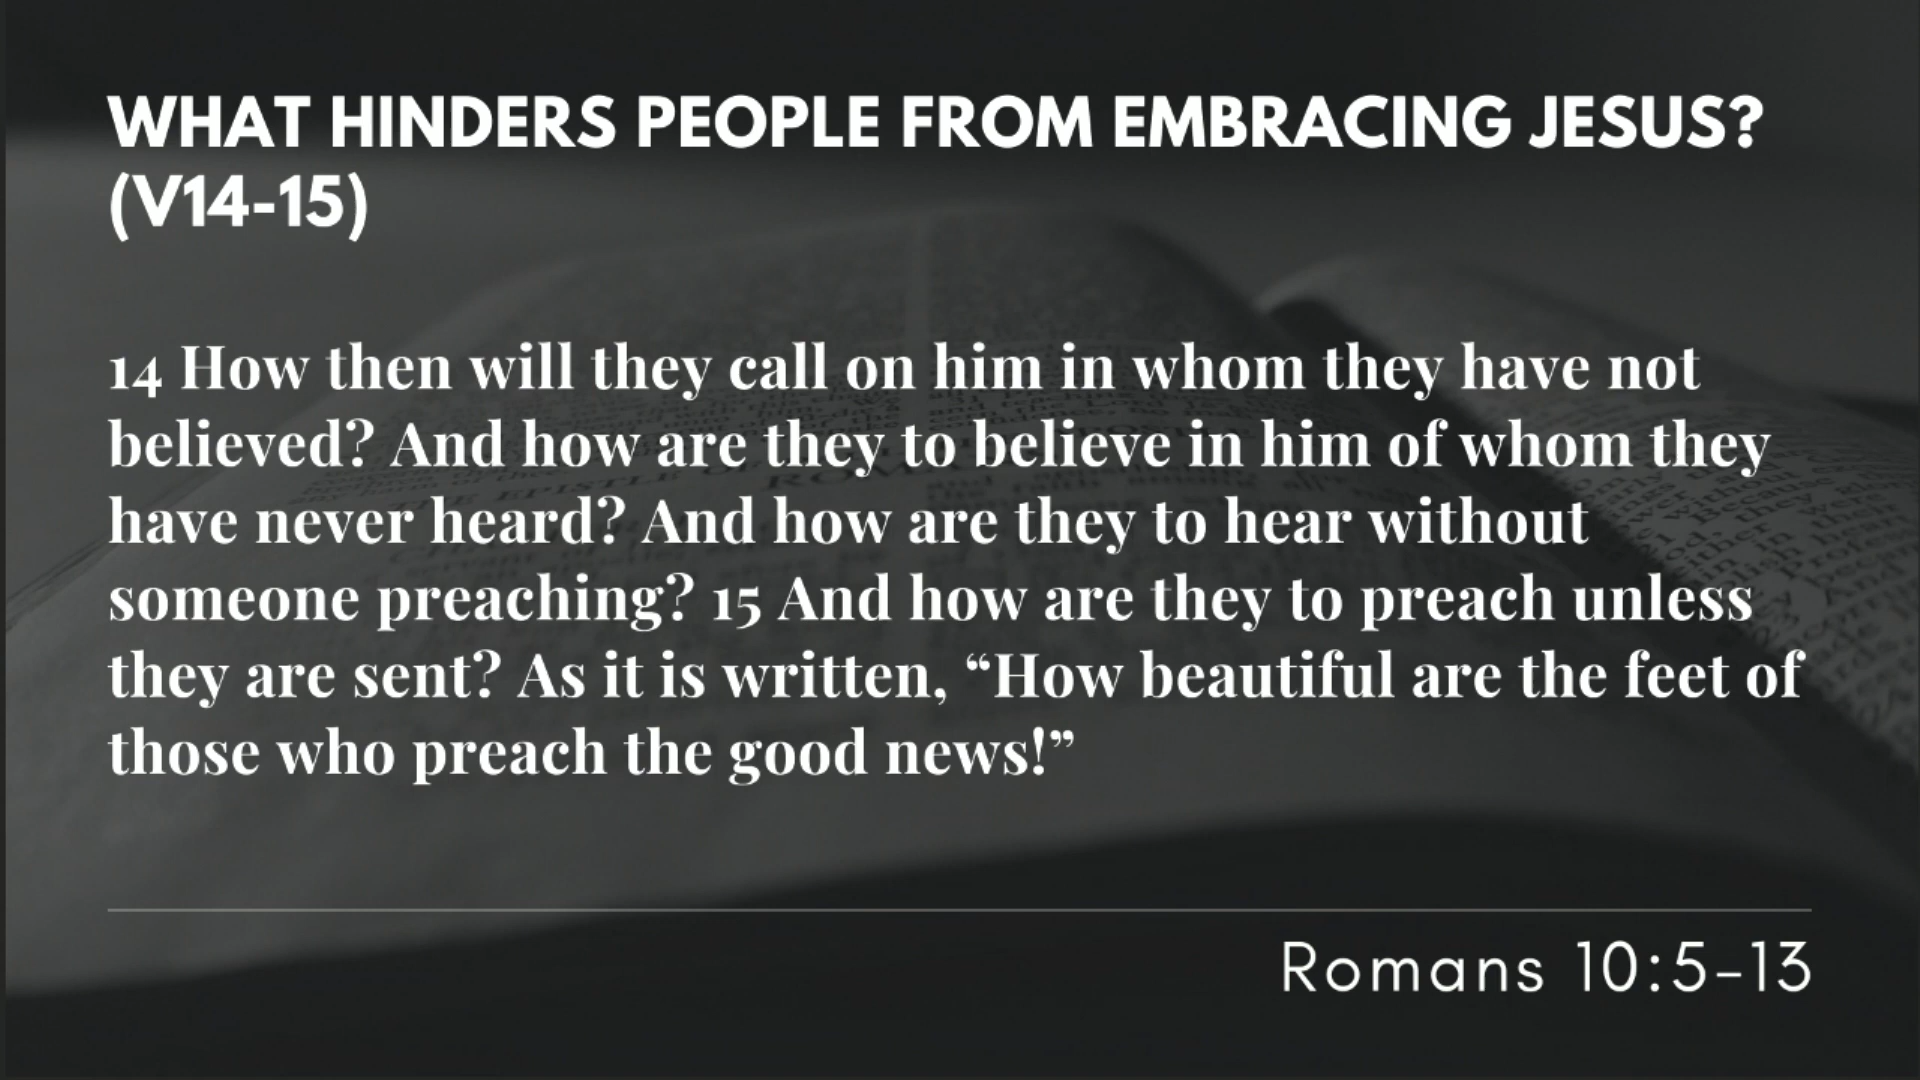 WHAT HINDERS PEOPLE FROM EMBRACING JESUS?
(V14-15)
14 How then will they call on him in whom they have not
believed? And how are they to believe in him of whom they
have never heard? And how are they to hear without
someone preaching? 15 And how are they to preach unless
they are sent? As it is written, “How beautiful are the feet of
those who preach the good news!”
Romans 10:5–13